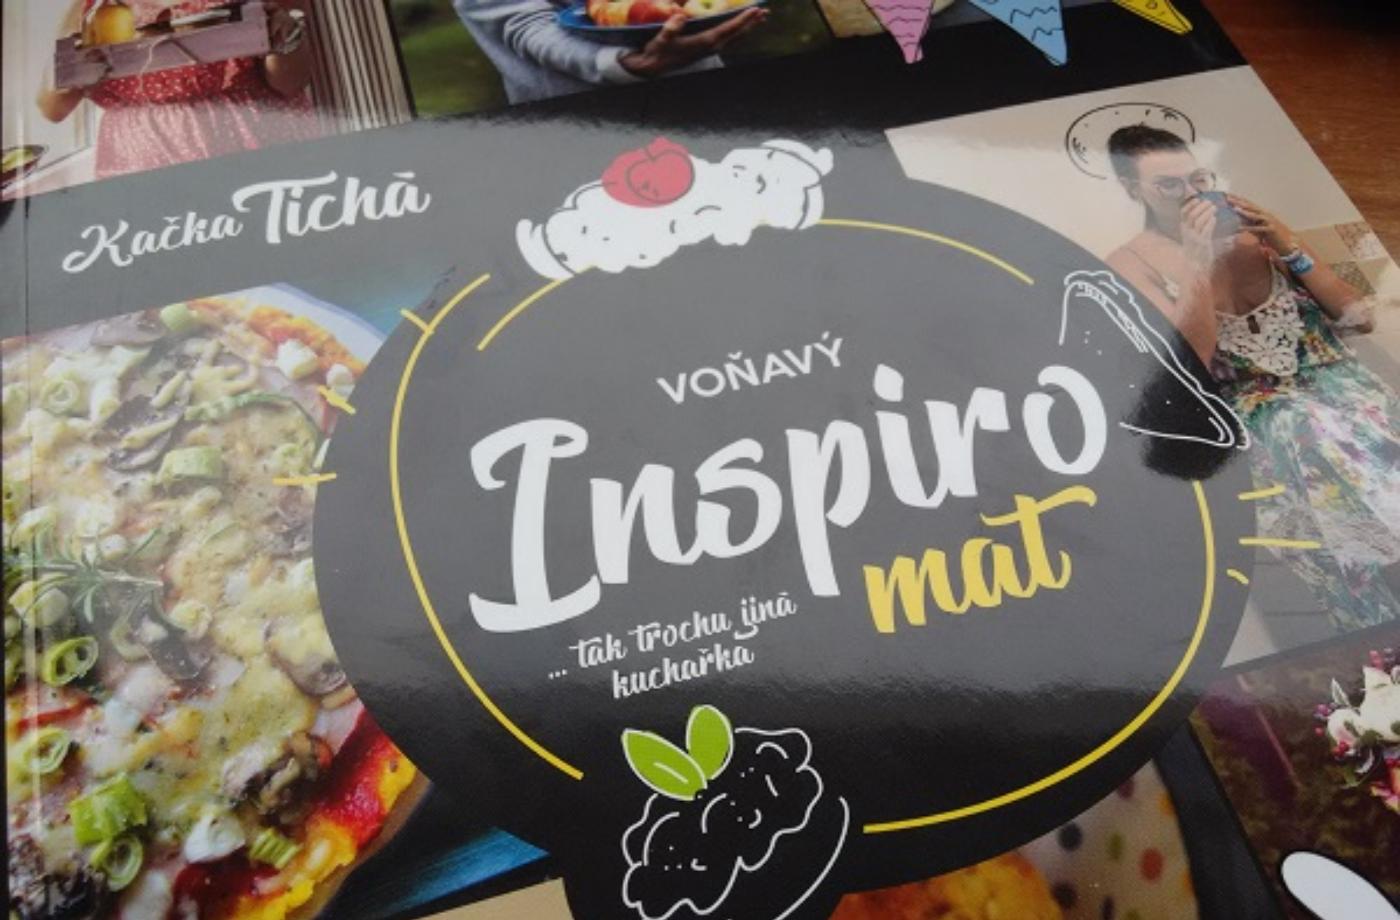 Kačka Tichá
VOŇAVÝ
Inspiro
mat
... tak trochu jiná
kuchařka